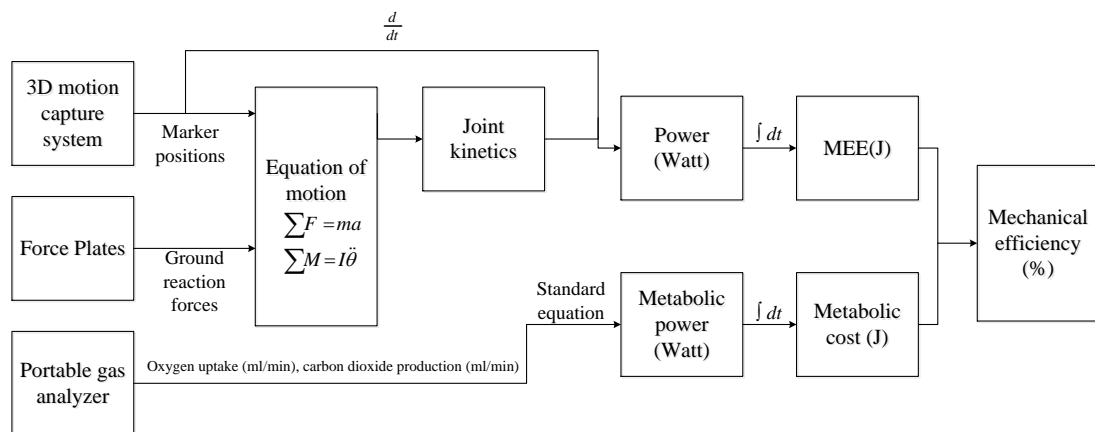 d
dt
3D motion
capture
system
Marker
positions
Equation of
motion
∑F = ma
∑M = Iθ̈
Joint
kinetics
Power
(Watt)
∫ dt
MEE(J)
Force Plates
Ground
reaction
forces
Mechanical
efficiency
(%)
Standard
equation
Metabolic
power
(Watt)
∫ dt
Metabolic
cost (J)
Portable gas
analyzer
Oxygen uptake (ml/min), carbon dioxide production (ml/min)